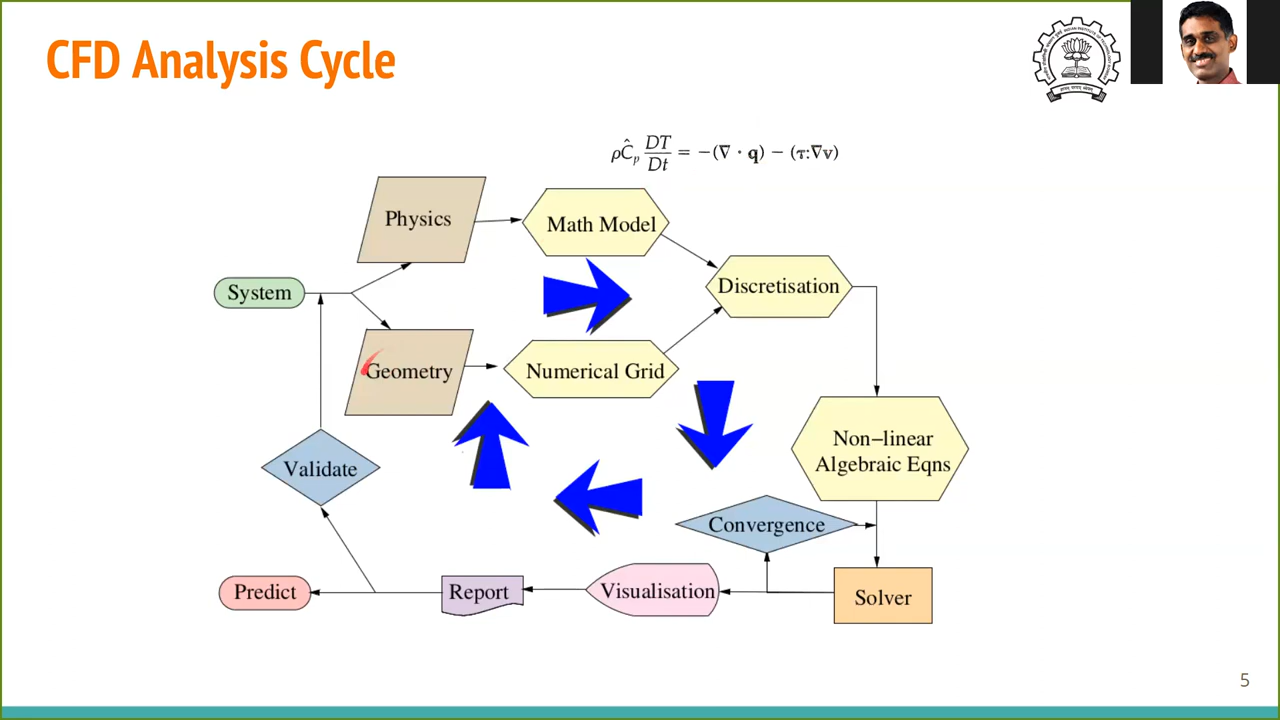 CFD Analysis Cycle
ρĈₚ DT/Dt = −(∇ · q) − (τ:∇v)
Physics
Math Model
System
Discretisation
Geometry
Numerical Grid
Non−linear
Algebraic Eqns
Validate
Convergence
Predict
Report
Visualisation
Solver
5